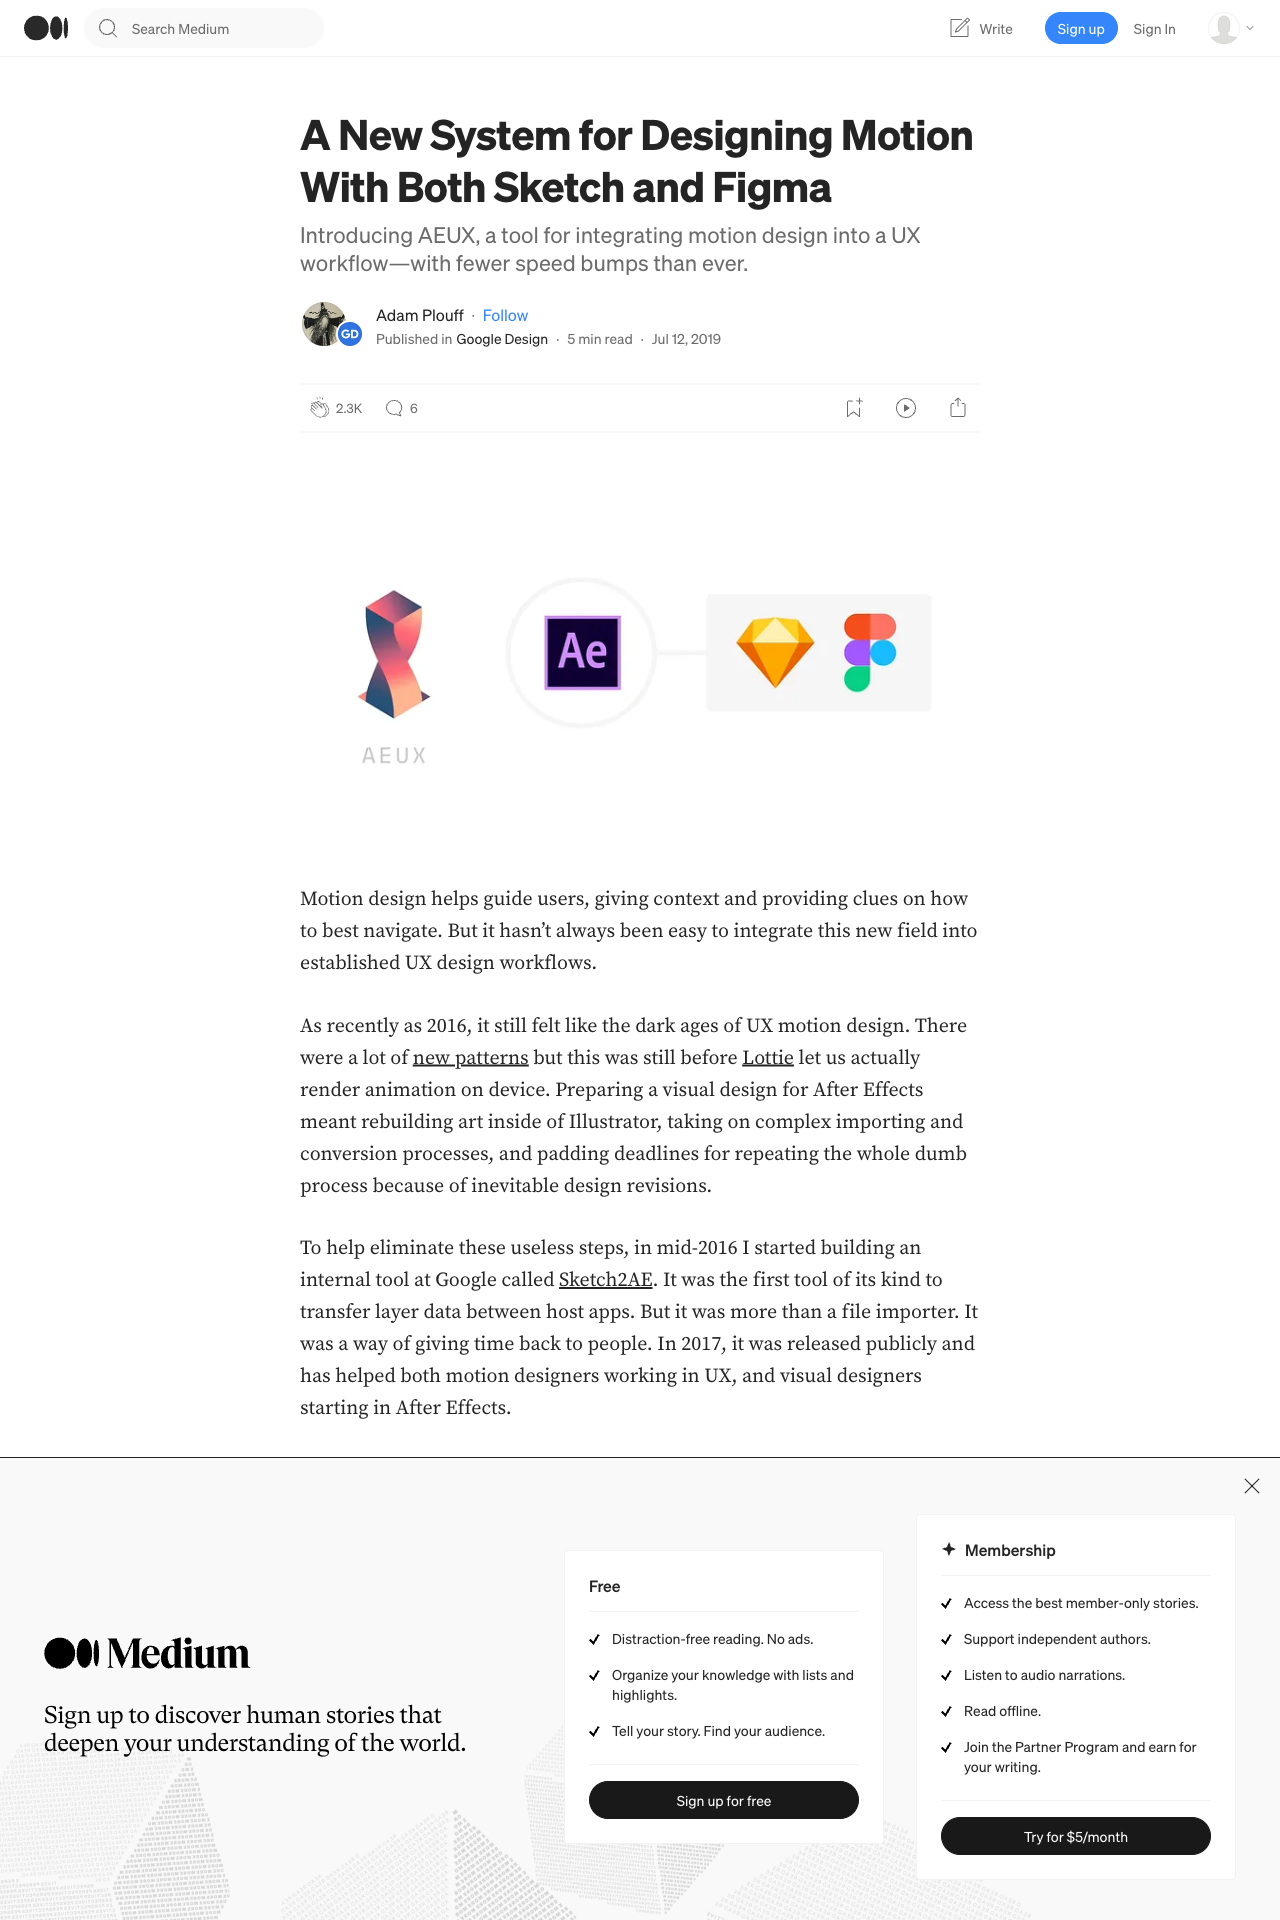 Search Medium
Write
Sign up
Sign In
A New System for Designing Motion
With Both Sketch and Figma
Introducing AEUX, a tool for integrating motion design into a UX
workflow—with fewer speed bumps than ever.
Adam Plouff · Follow
GD
Published in Google Design · 5 min read · Jul 12, 2019
2.3K
6
Ae
AEUX
Motion design helps guide users, giving context and providing clues on how
to best navigate. But it hasn’t always been easy to integrate this new field into
established UX design workflows.
As recently as 2016, it still felt like the dark ages of UX motion design. There
were a lot of new patterns but this was still before Lottie let us actually
render animation on device. Preparing a visual design for After Effects
meant rebuilding art inside of Illustrator, taking on complex importing and
conversion processes, and padding deadlines for repeating the whole dumb
process because of inevitable design revisions.
To help eliminate these useless steps, in mid-2016 I started building an
internal tool at Google called Sketch2AE. It was the first tool of its kind to
transfer layer data between host apps. But it was more than a file importer. It
was a way of giving time back to people. In 2017, it was released publicly and
has helped both motion designers working in UX, and visual designers
starting in After Effects.
Medium
Sign up to discover human stories that
deepen your understanding of the world.
Free
Distraction-free reading. No ads.
Organize your knowledge with lists and
highlights.
Tell your story. Find your audience.
Sign up for free
Membership
Access the best member-only stories.
Support independent authors.
Listen to audio narrations.
Read offline.
Join the Partner Program and earn for
your writing.
Try for $5/month